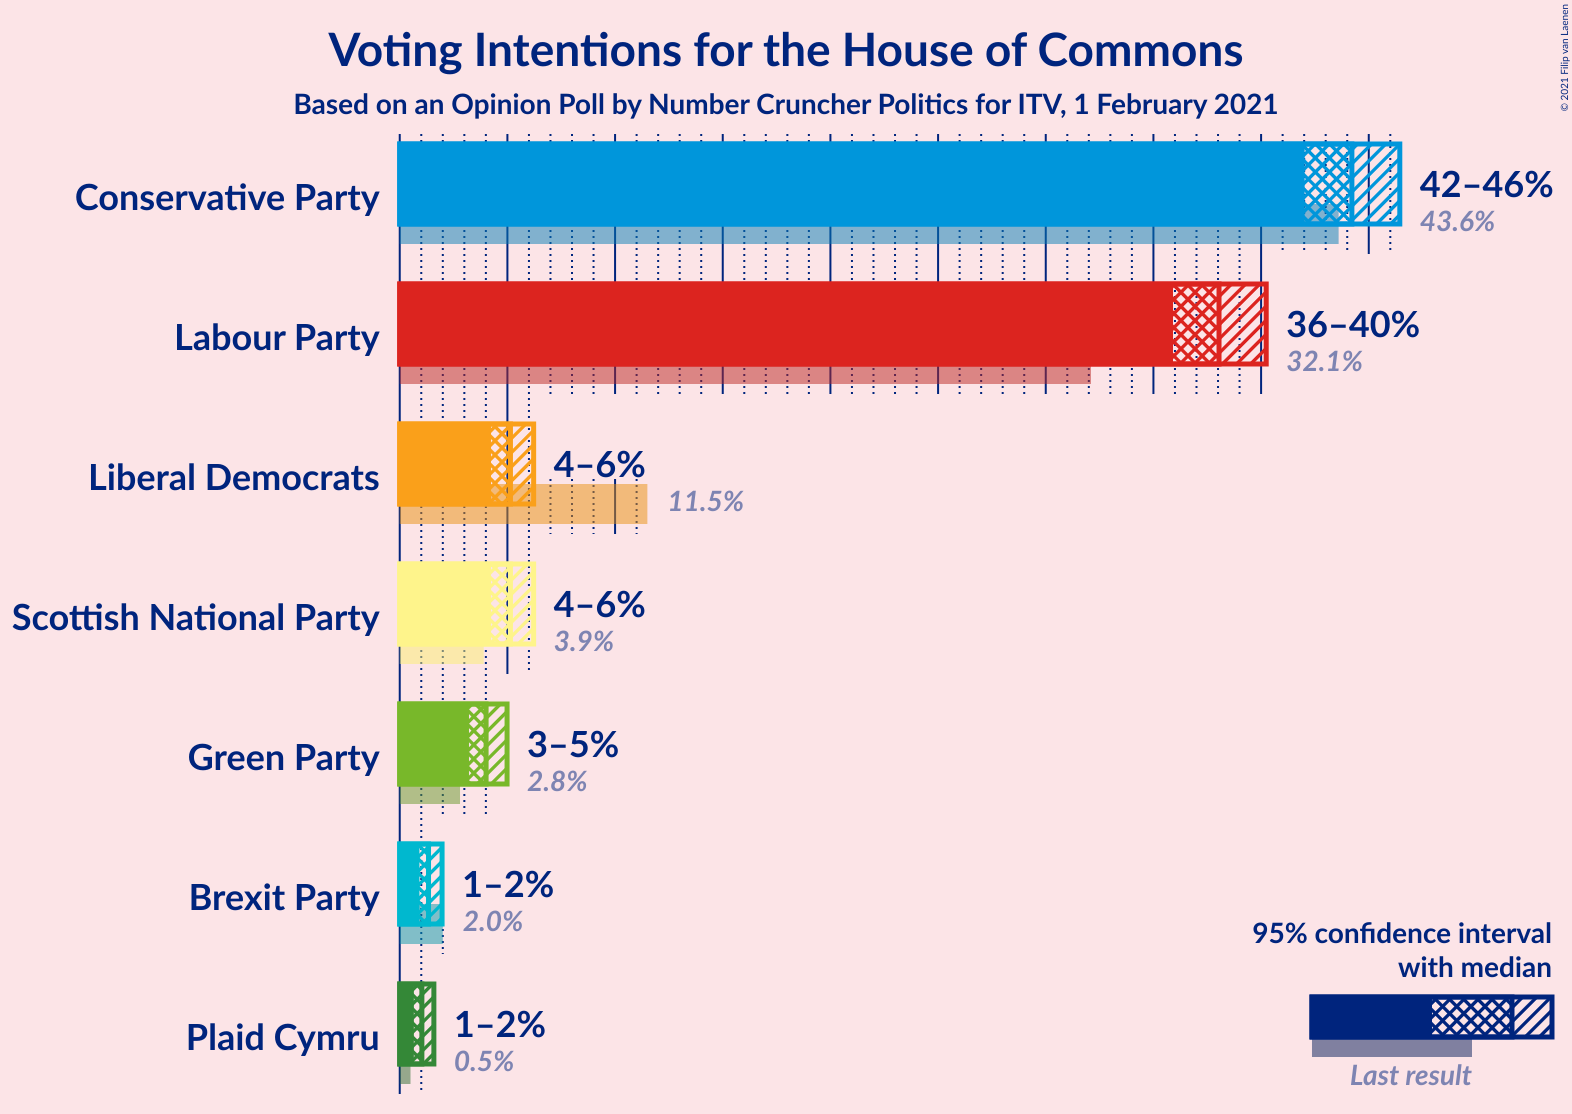 Voting Intentions for the House of Commons
Based on an Opinion Poll by Number Cruncher Politics for ITV, 1 February 2021
© 2021 Filip van Laenen
Conservative Party
42–46%
43.6%
Labour Party
36–40%
32.1%
Liberal Democrats
4–6%
11.5%
Scottish National Party
4–6%
3.9%
Green Party
3–5%
2.8%
Brexit Party
1–2%
2.0%
Plaid Cymru
1–2%
0.5%
95% confidence interval
with median
Last result